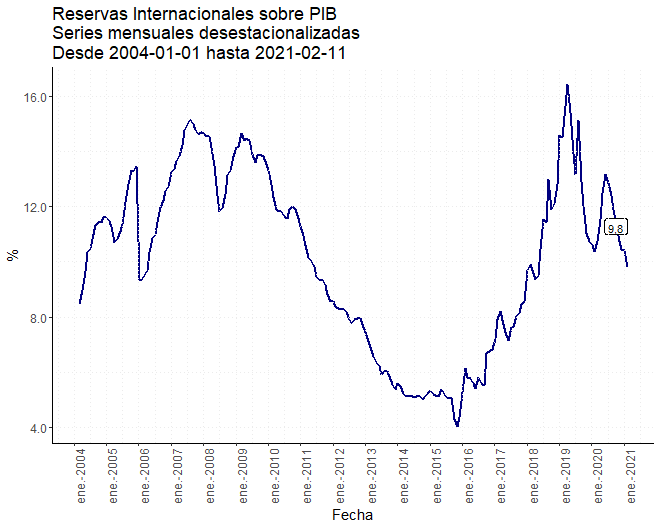 Reservas Internacionales sobre PIB
Series mensuales desestacionalizadas
Desde 2004-01-01 hasta 2021-02-11
16.0
12.0
8.0
4.0
%
9.8
ene.-2004
ene.-2005
ene.-2006
ene.-2007
ene.-2008
ene.-2009
ene.-2010
ene.-2011
ene.-2012
ene.-2013
ene.-2014
ene.-2015
ene.-2016
ene.-2017
ene.-2018
ene.-2019
ene.-2020
ene.-2021
Fecha